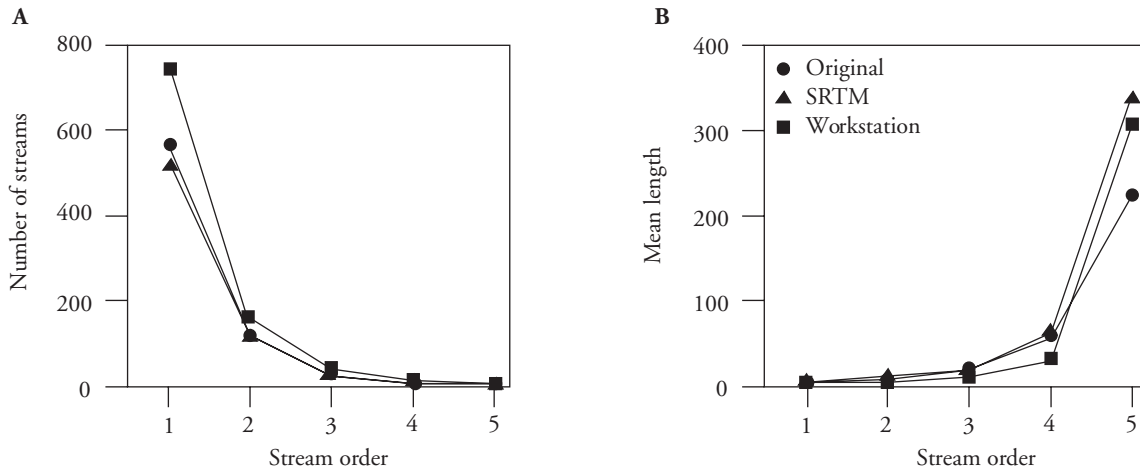 A
800
600
400
200
0
Number of streams
1 2 3 4 5
Stream order
B
400
300
200
100
0
Mean length
Original
SRTM
Workstation
1 2 3 4 5
Stream order